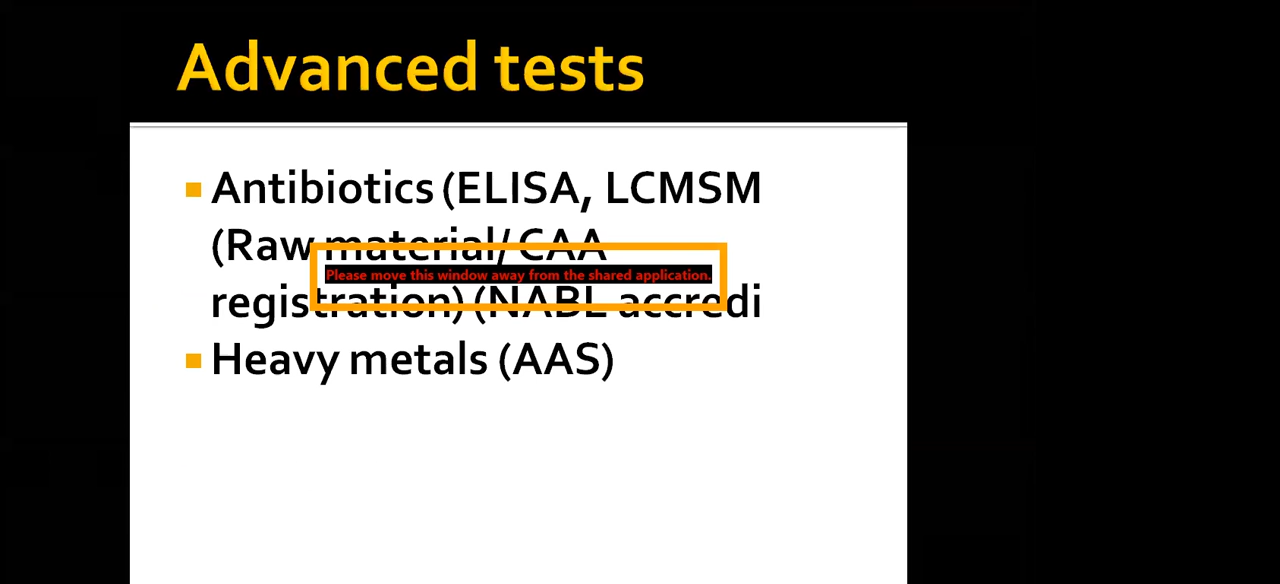 Advanced tests
Antibiotics (ELISA, LCMSM
(Raw material/ CAA
Please move this window away from the shared application.
registration) (NABL accredi
Heavy metals (AAS)